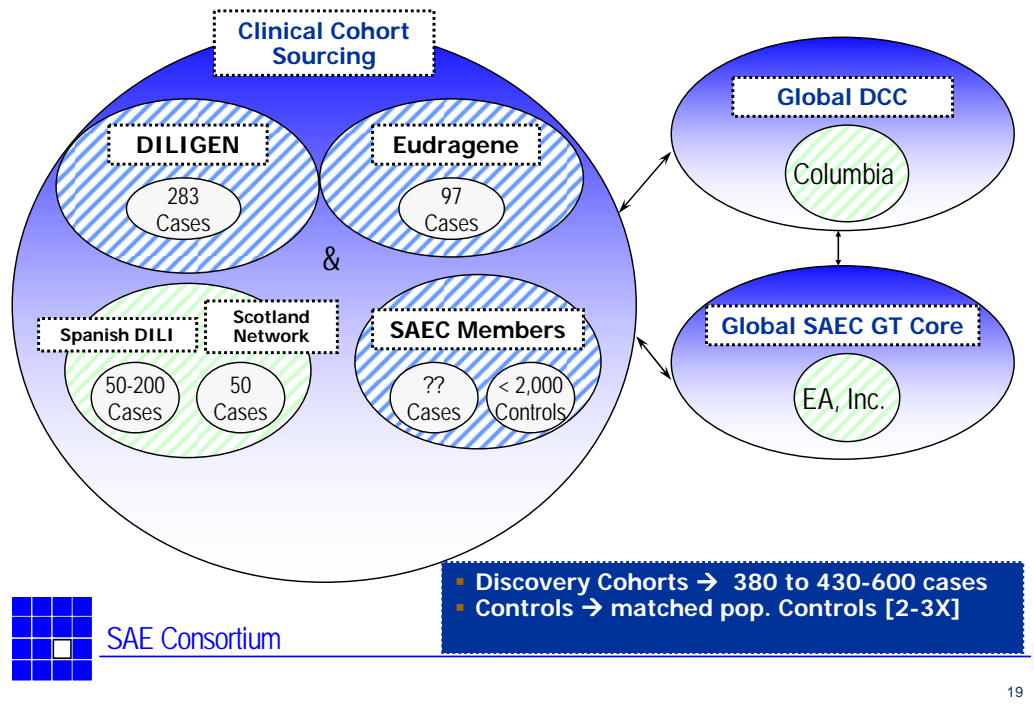 Clinical Cohort
Sourcing
DILIGEN
283
Cases
Eudragene
97
Cases
&
Spanish DILI
50-200
Cases
Scotland
Network
50
Cases
SAEC Members
??
Cases
< 2,000
Controls
Global DCC
Columbia
Global SAEC GT Core
EA, Inc.
▪ Discovery Cohorts → 380 to 430-600 cases
▪ Controls → matched pop. Controls [2-3X]
SAE Consortium
19